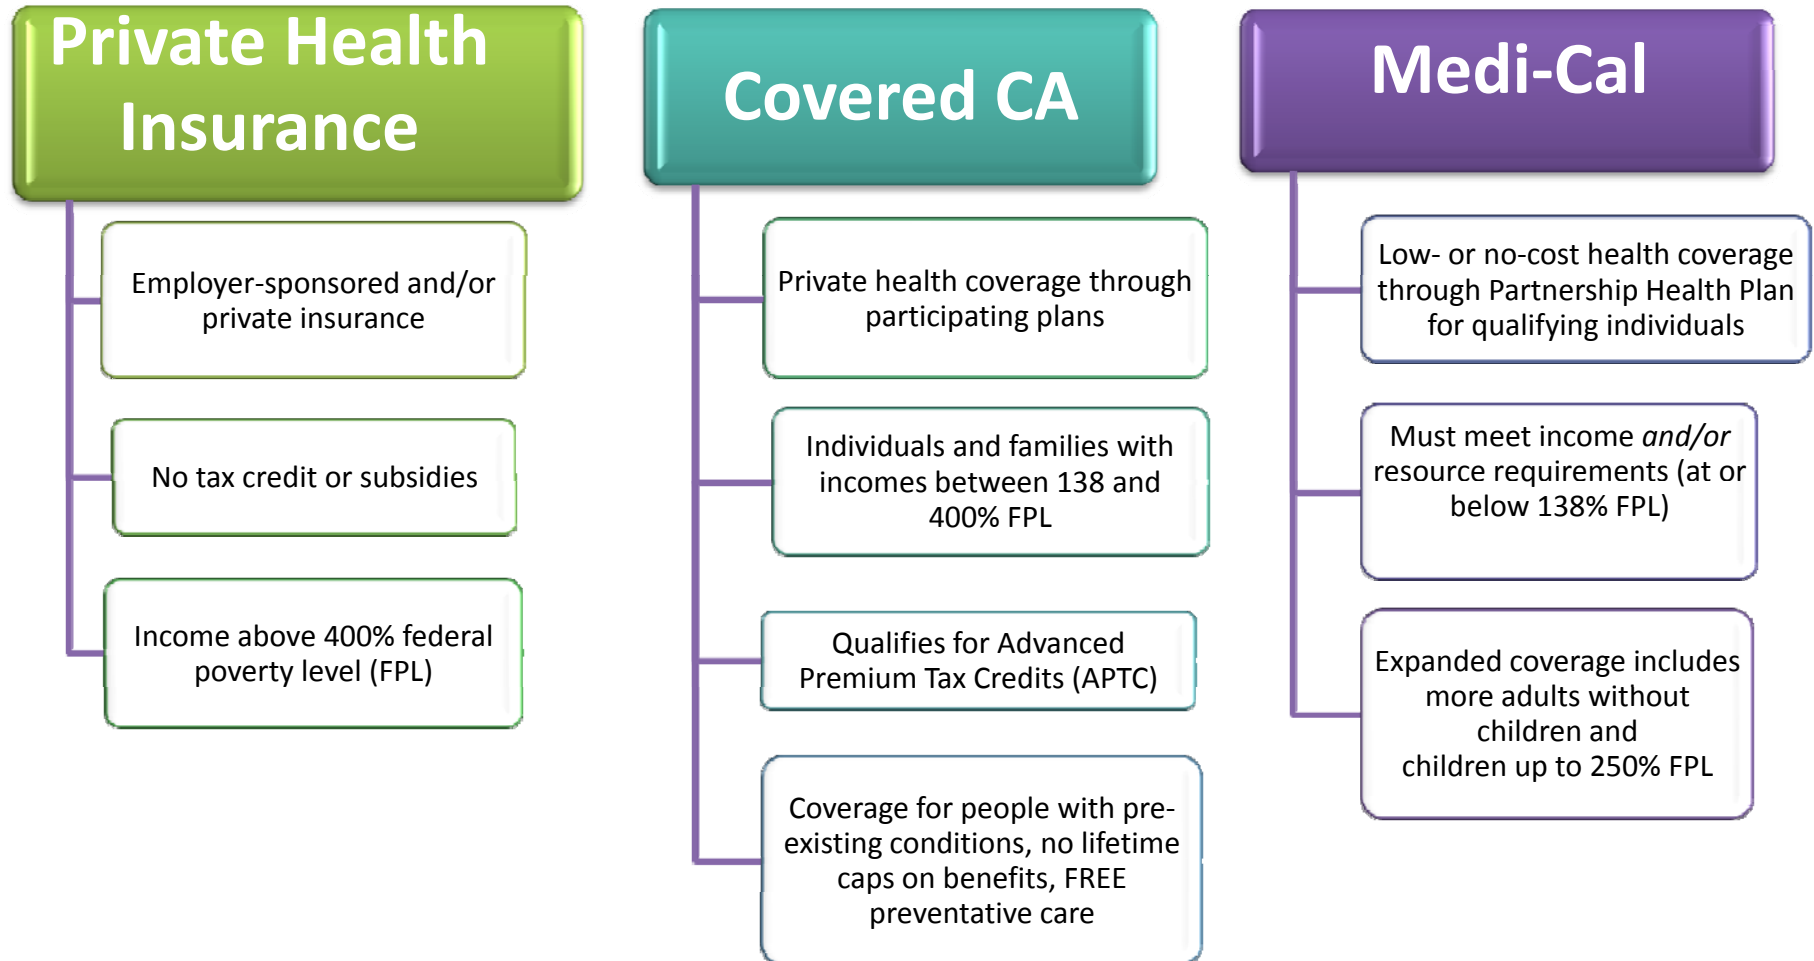 Private Health
Insurance
Employer-sponsored and/or
private insurance
No tax credit or subsidies
Income above 400% federal
poverty level (FPL)
Covered CA
Private health coverage through
participating plans
Individuals and families with
incomes between 138 and
400% FPL
Qualifies for Advanced
Premium Tax Credits (APTC)
Coverage for people with pre-
existing conditions, no lifetime
caps on benefits, FREE
preventative care
Medi-Cal
Low- or no-cost health coverage
through Partnership Health Plan
for qualifying individuals
Must meet income and/or
resource requirements (at or
below 138% FPL)
Expanded coverage includes
more adults without
children and
children up to 250% FPL